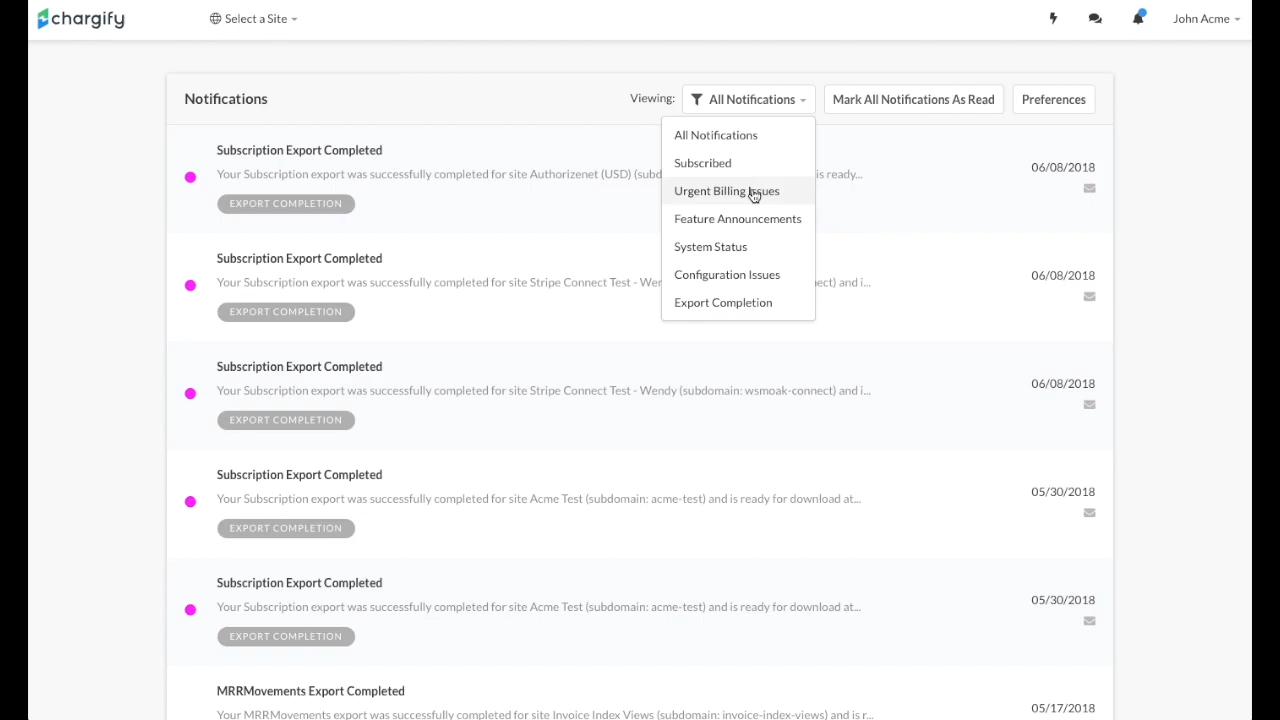 chargify
Select a Site
John Acme
Notifications
Viewing:
All Notifications
Mark All Notifications As Read
Preferences
All Notifications
Subscribed
Urgent Billing Issues
Feature Announcements
System Status
Configuration Issues
Export Completion
Subscription Export Completed
Your Subscription export was successfully completed for site Authorizenet (USD) is ready...
EXPORT COMPLETION
06/08/2018
Subscription Export Completed
Your Subscription export was successfully completed for site Stripe Connect Test - and i...
EXPORT COMPLETION
06/08/2018
Subscription Export Completed
Your Subscription export was successfully completed for site Stripe Connect Test - Wendy (subdomain: wsmoak-connect) and i...
EXPORT COMPLETION
06/08/2018
Subscription Export Completed
Your Subscription export was successfully completed for site Acme Test (subdomain: acme-test) and is ready for download at...
EXPORT COMPLETION
05/30/2018
Subscription Export Completed
Your Subscription export was successfully completed for site Acme Test (subdomain: acme-test) and is ready for download at...
EXPORT COMPLETION
05/30/2018
MRRMovements Export Completed
Your MRRMovements export was successfully completed for site Invoice Index Views (subdomain: invoice-index-views) and is r...
05/17/2018